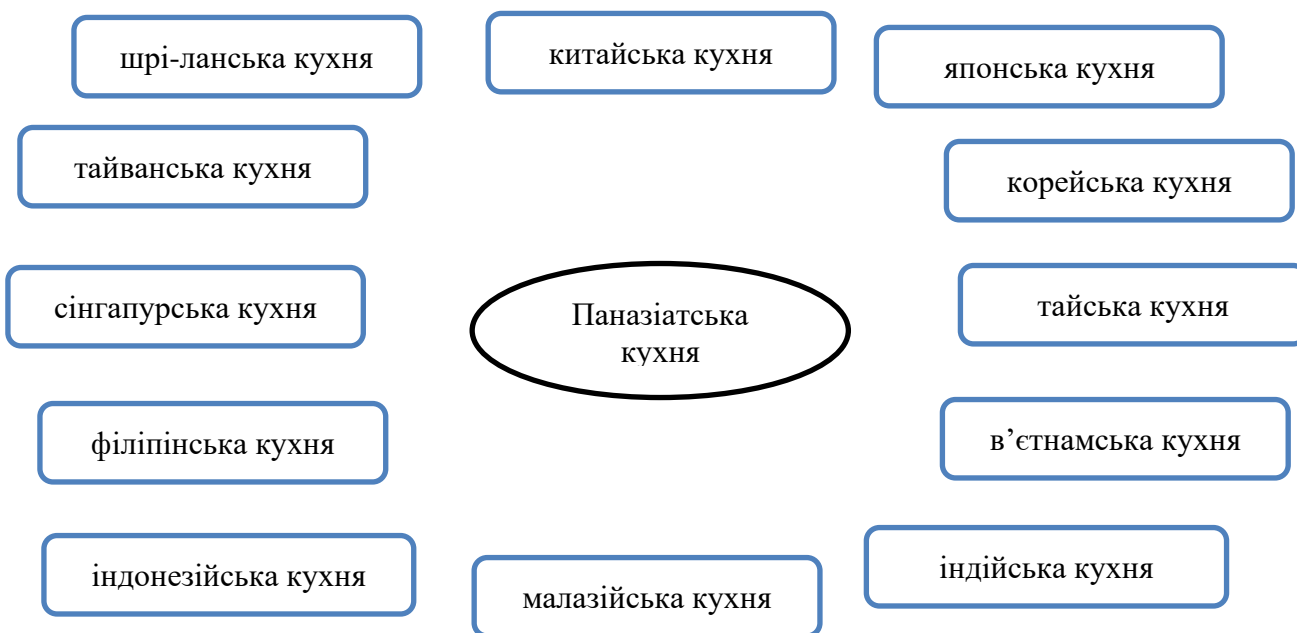 шрі-ланська кухня
китайська кухня
японська кухня
тайванська кухня
корейська кухня
сінгапурська кухня
Паназіатська
кухня
тайська кухня
філіпінська кухня
в’єтнамська кухня
індонезійська кухня
малазійська кухня
індійська кухня